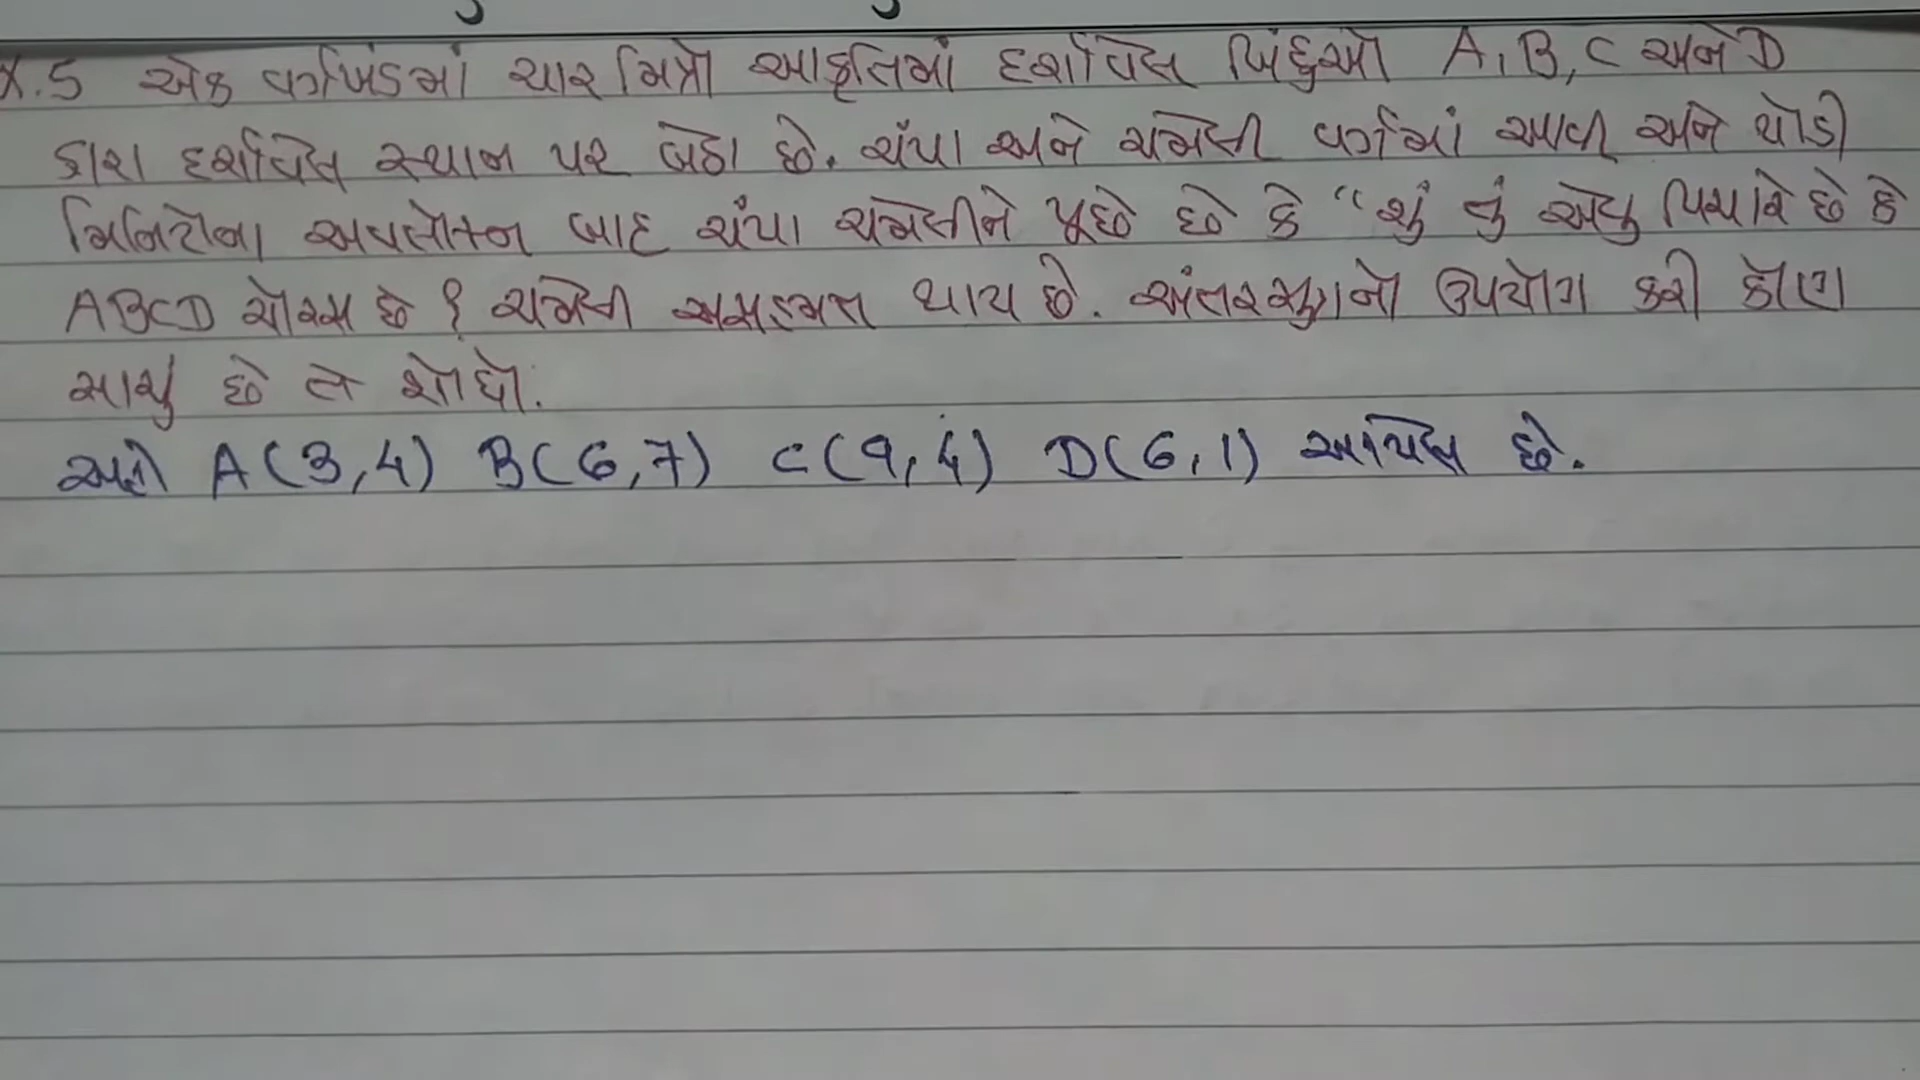 x.5 એક વર્ગખંડમાં ચાર મિત્રો આકૃતિમાં દર્શાવેલ બિંદુઓ A, B, C અને D
દ્વારા દર્શાવેલ સ્થાન પર બેઠા છે. ચંપા અને ચમેલી વર્ગમાં આવી અને થોડી
મિનિટોના અવલોકન બાદ ચંપા ચમેલીને પૂછે છે કે "શું તું એવું વિચારે છે કે
ABCD ચોરસ છે ? ચમેલી અસહમત થાય છે. અંતરસૂત્રનો ઉપયોગ કરી કોણ
સાચું છે તે શોધો.
અહી A(3,4) B(6,7) C(9,4) D(6,1) આપેલ છે.